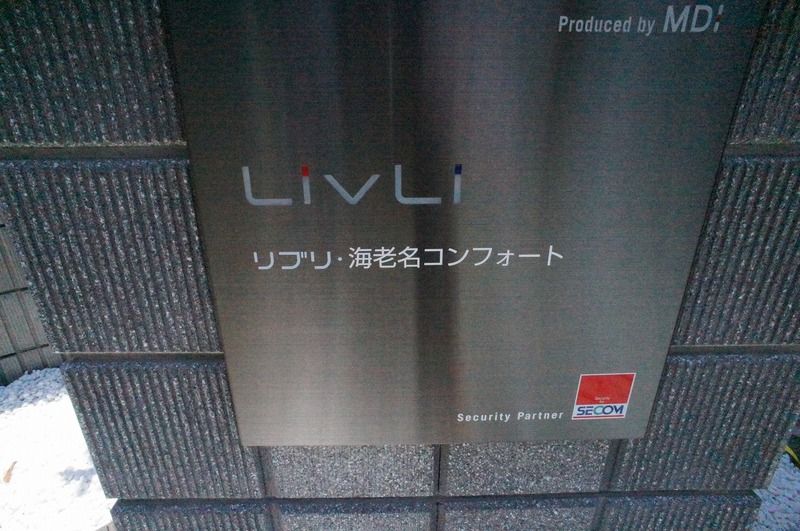 Produced by MDI
LivLi
リブリ・海老名コンフォート
Security Partner
SECOM